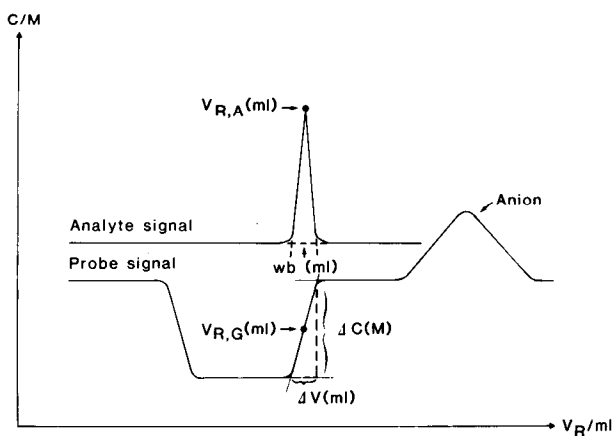 C/M
V_R,A (ml)
Anion
Analyte signal
Probe signal
wb (ml)
V_R,G (ml)
ΔC(M)
ΔV(ml)
V_R/ml